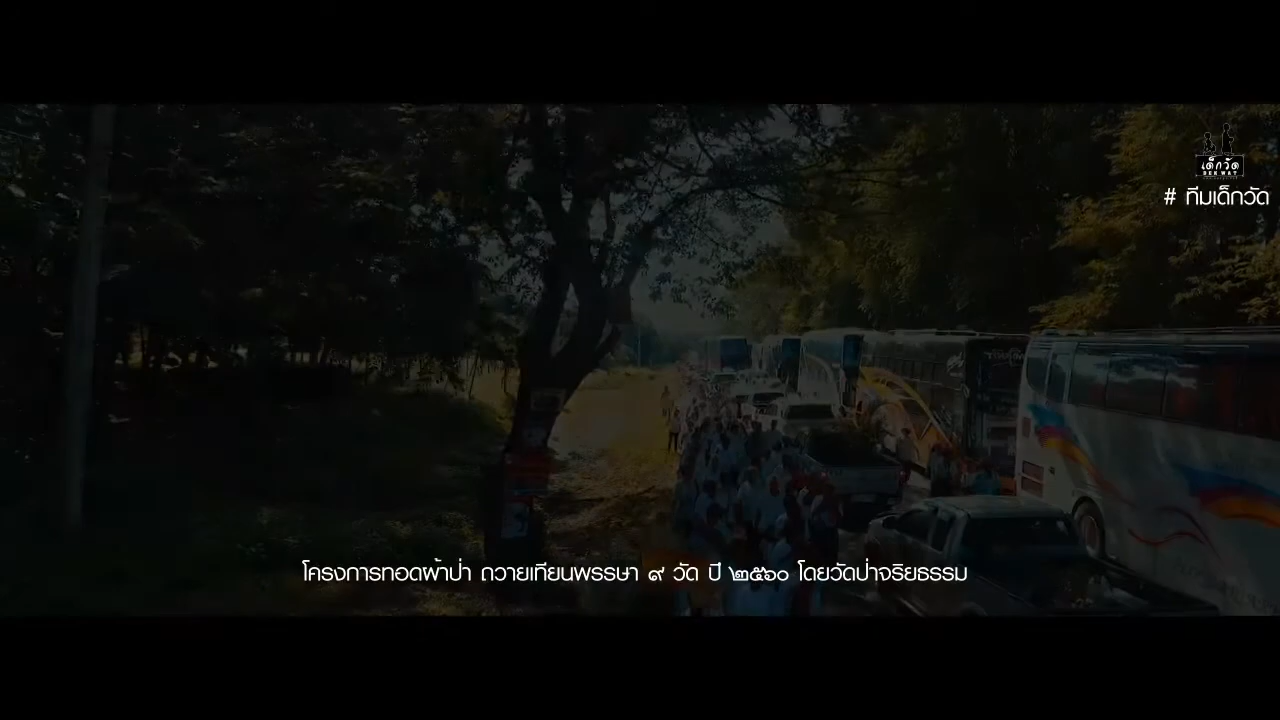 เด็กวัด
DEK WAT
# ทีมเด็กวัด
โครงการทอดผ้าป่า ถวายเทียนพรรษา ๙ วัด ปี ๒๕๖๐ โดยวัดป่าจริยธรรม